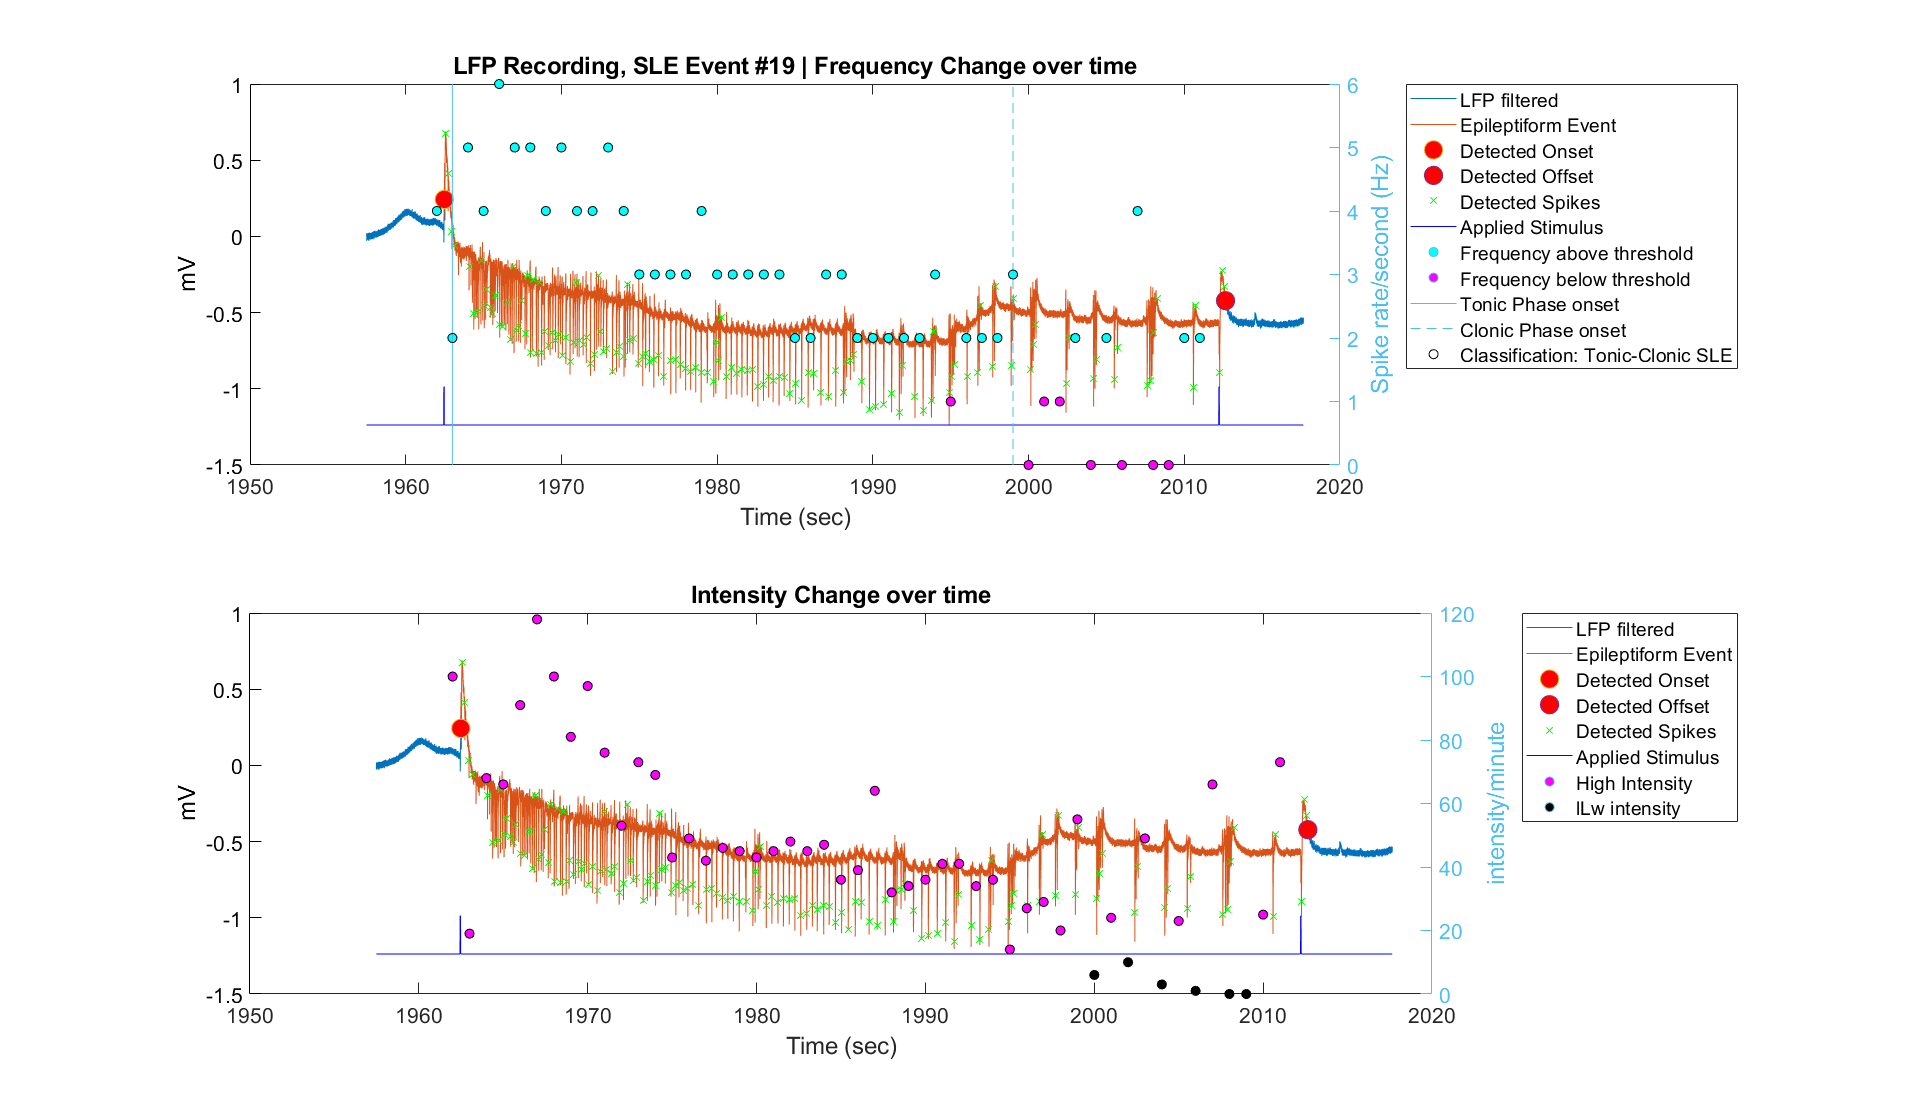 LFP Recording, SLE Event #19 | Frequency Change over time
1
0.5
0
-0.5
-1
-1.5
mV
1950 1960 1970 1980 1990 2000 2010 2020
Time (sec)
6
5
4
3
2
1
0
Spike rate/second (Hz)
LFP filtered
Epileptiform Event
Detected Onset
Detected Offset
Detected Spikes
Applied Stimulus
Frequency above threshold
Frequency below threshold
Tonic Phase onset
Clonic Phase onset
Classification: Tonic-Clonic SLE
Intensity Change over time
1
0.5
0
-0.5
-1
-1.5
mV
1950 1960 1970 1980 1990 2000 2010 2020
Time (sec)
120
100
80
60
40
20
0
intensity/minute
LFP filtered
Epileptiform Event
Detected Onset
Detected Offset
Detected Spikes
Applied Stimulus
High Intensity
lLw intensity